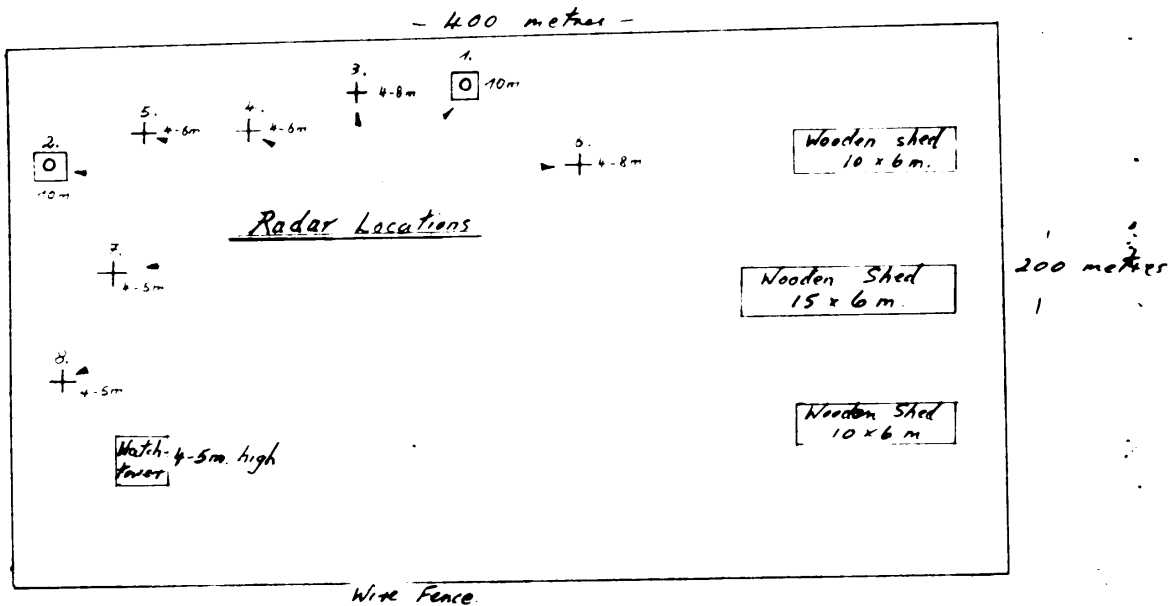 - 400 metres -
1.
10m
3.
4-8m
5.
4-6m
4.
4-6m
2.
10m
6.
4-8m
Wooden shed
10 x 6 m.
Radar Locations
7.
4-5m
Wooden Shed
15 x 6 m.
200 metres
8.
4-5m
Wooden Shed
10 x 6 m
Watch-
tower
4-5m. high
Wire Fence.